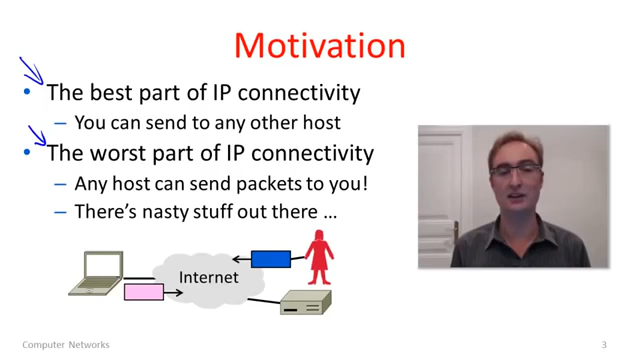 Motivation
• The best part of IP connectivity
– You can send to any other host
• The worst part of IP connectivity
– Any host can send packets to you!
– There's nasty stuff out there …
Internet
Computer Networks
3